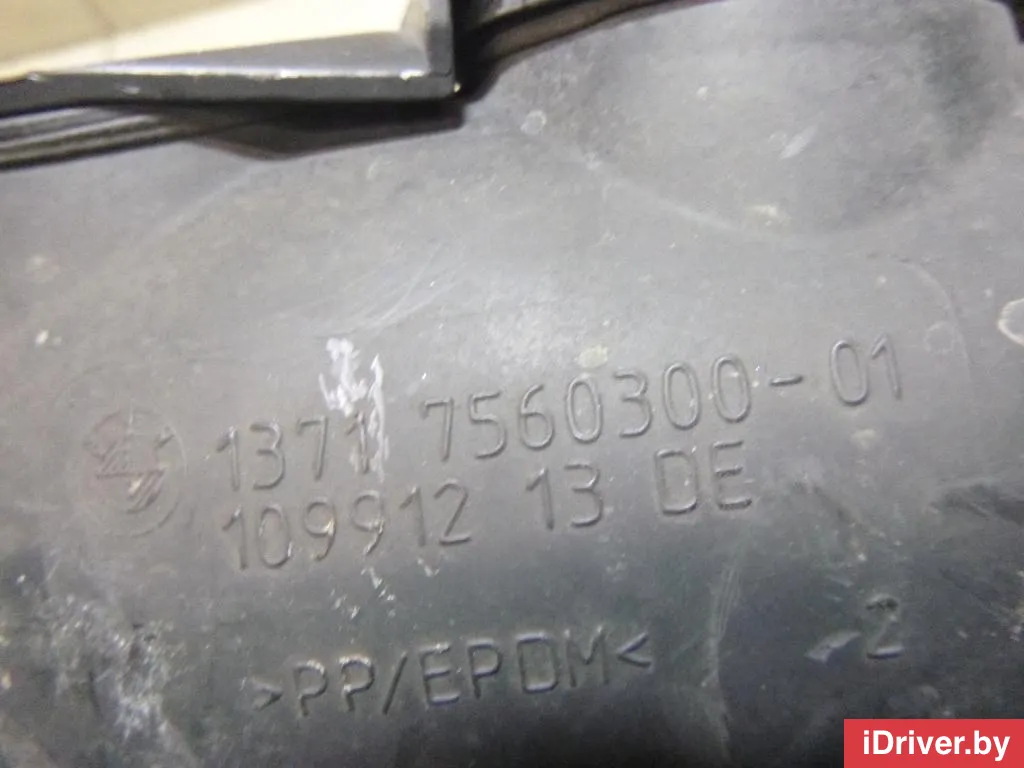 1371 7560300-01
109912 13 DE
>PP/EPDM<
2
iDriver.by